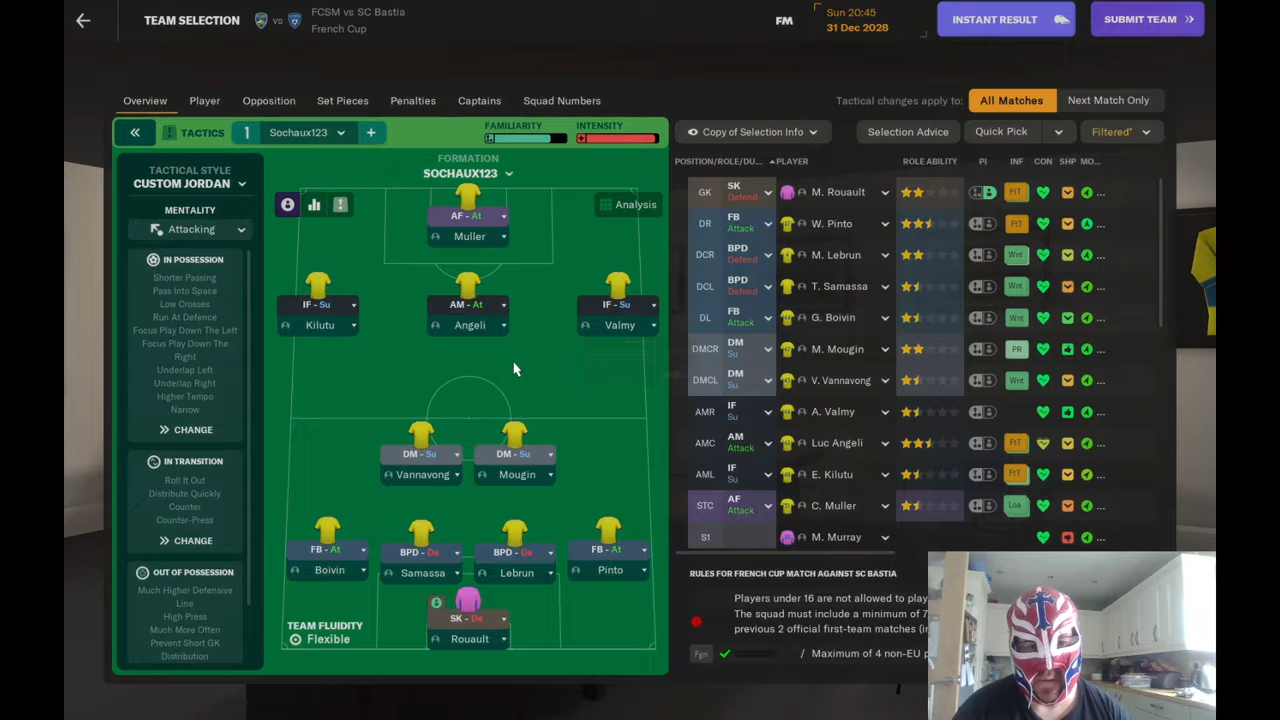 TEAM SELECTION
vs
FCSM vs SC Bastia
French Cup
FM
Sun 20:45
31 Dec 2028
INSTANT RESULT
SUBMIT TEAM
Overview
Player
Opposition
Set Pieces
Penalties
Captains
Squad Numbers
Tactical changes apply to:
All Matches
Next Match Only
TACTICS
1
Sochaux123
+
FAMILIARITY
INTENSITY
Copy of Selection Info
Selection Advice
Quick Pick
Filtered*
TACTICAL STYLE
CUSTOM JORDAN
MENTALITY
Attacking
IN POSSESSION
Shorter Passing
Pass Into Space
Low Crosses
Run At Defence
Focus Play Down The Left
Focus Play Down The
Right
Underlap Left
Underlap Right
Higher Tempo
Narrow
CHANGE
IN TRANSITION
Roll It Out
Distribute Quickly
Counter
Counter-Press
CHANGE
OUT OF POSSESSION
Much Higher Defensive
Line
High Press
Much More Often
Prevent Short GK
Distribution
FORMATION
SOCHAUX123
Analysis
AF - At
Muller
IF - Su
Kilutu
AM - At
Angeli
IF - Su
Valmy
DM - Su
Vannavong
DM - Su
Mougin
FB - At
Boivin
BPD - De
Samassa
BPD - De
Lebrun
FB - At
Pinto
SK - De
Rouault
TEAM FLUIDITY
Flexible
POSITION/ROLE/DU... PLAYER ROLE ABILITY PI INF CON SHP MO...
GK SK Defend M. Rouault FtT ...
DR FB Attack W. Pinto FtT ...
DCR BPD Defend M. Lebrun Wnt ...
DCL BPD Defend T. Samassa Wnt ...
DL FB Attack G. Boivin Wnt ...
DMCR DM Su M. Mougin PR ...
DMCL DM Su V. Vannavong Wnt ...
AMR IF Su A. Valmy ...
AMC AM Attack Luc Angeli FtT ...
AML IF Su E. Kilutu FtT ...
STC AF Attack C. Muller Loa ...
S1 M. Murray ...
RULES FOR FRENCH CUP MATCH AGAINST SC BASTIA
Players under 16 are not allowed to play
The squad must include a minimum of 7
previous 2 official first-team matches (in
Fgn
/ Maximum of 4 non-EU p